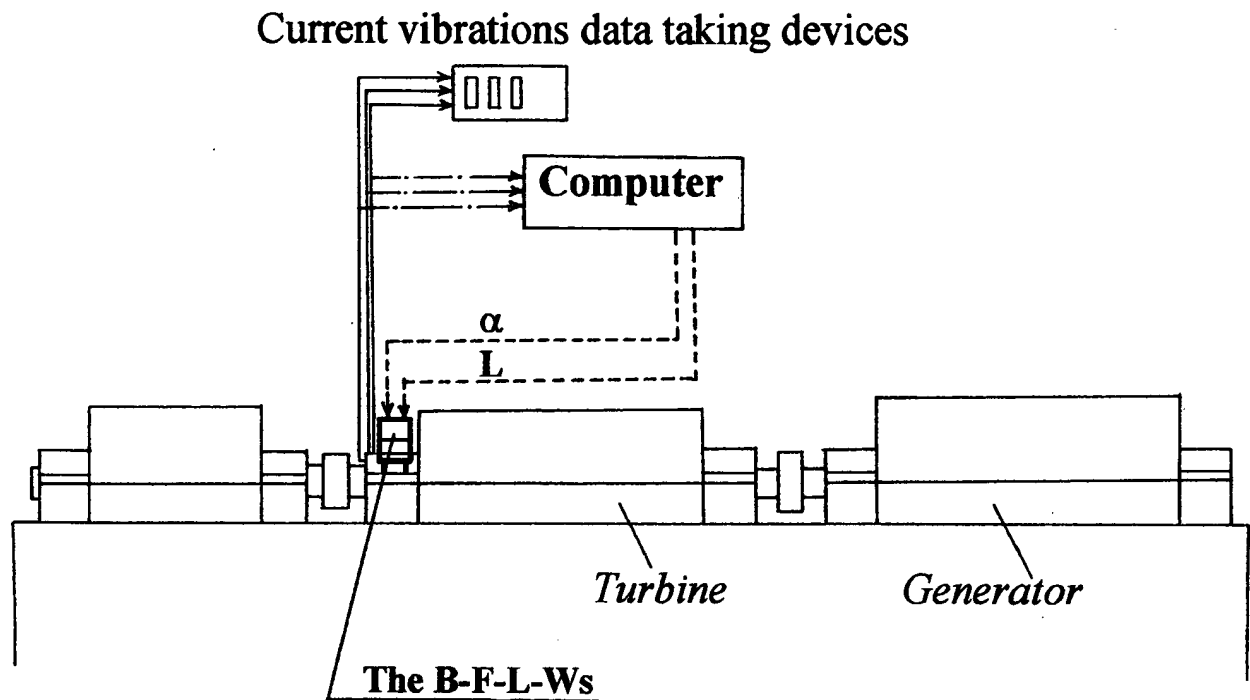 Current vibrations data taking devices
Computer
α
L
Turbine
Generator
The B-F-L-Ws